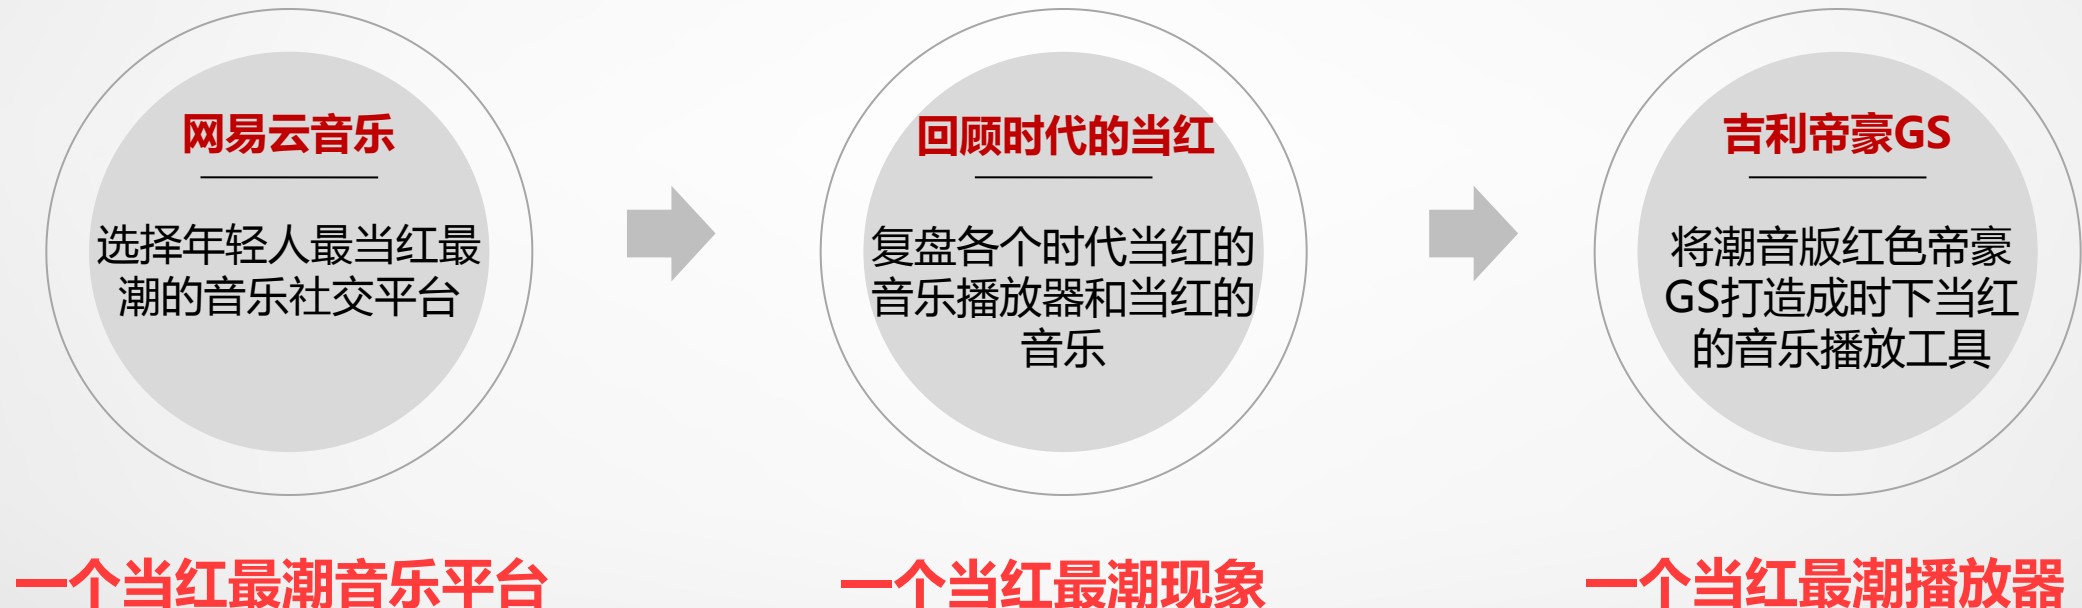 网易云音乐
选择年轻人最当红最
潮的音乐社交平台
一个当红最潮音乐平台
回顾时代的当红
复盘各个时代当红的
音乐播放器和当红的
音乐
一个当红最潮现象
吉利帝豪GS
将潮音版红色帝豪
GS打造成时下当红
的音乐播放工具
一个当红最潮播放器